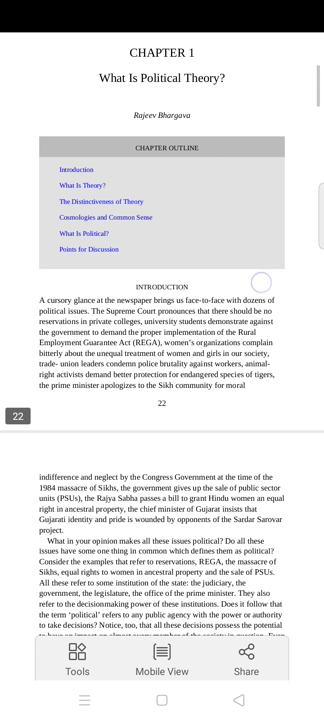 CHAPTER 1
What Is Political Theory?
Rajeev Bhargava
CHAPTER OUTLINE
Introduction
What Is Theory?
The Distinctiveness of Theory
Cosmologies and Common Sense
What Is Political?
Points for Discussion
INTRODUCTION
A cursory glance at the newspaper brings us face-to-face with dozens of
political issues. The Supreme Court pronounces that there should be no
reservations in private colleges, university students demonstrate against
the government to demand the proper implementation of the Rural
Employment Guarantee Act (REGA), women's organizations complain
bitterly about the unequal treatment of women and girls in our society,
trade- union leaders condemn police brutality against workers, animal-
right activists demand better protection for endangered species of tigers,
the prime minister apologizes to the Sikh community for moral
22
22
indifference and neglect by the Congress Government at the time of the
1984 massacre of Sikhs, the government gives up the sale of public sector
units (PSUs), the Rajya Sabha passes a bill to grant Hindu women an equal
right in ancestral property, the chief minister of Gujarat insists that
Gujarati identity and pride is wounded by opponents of the Sardar Sarovar
project.
What in your opinion makes all these issues political? Do all these
issues have some one thing in common which defines them as political?
Consider the examples that refer to reservations, REGA, the massacre of
Sikhs, equal rights to women in ancestral property and the sale of PSUs.
All these refer to some institution of the state: the judiciary, the
government, the legislature, the office of the prime minister. They also
refer to the decisionmaking power of these institutions. Does it follow that
the term 'political' refers to any public agency with the power or authority
to take decisions? Notice, too, that all these decisions possess the potential
Tools
Mobile View
Share